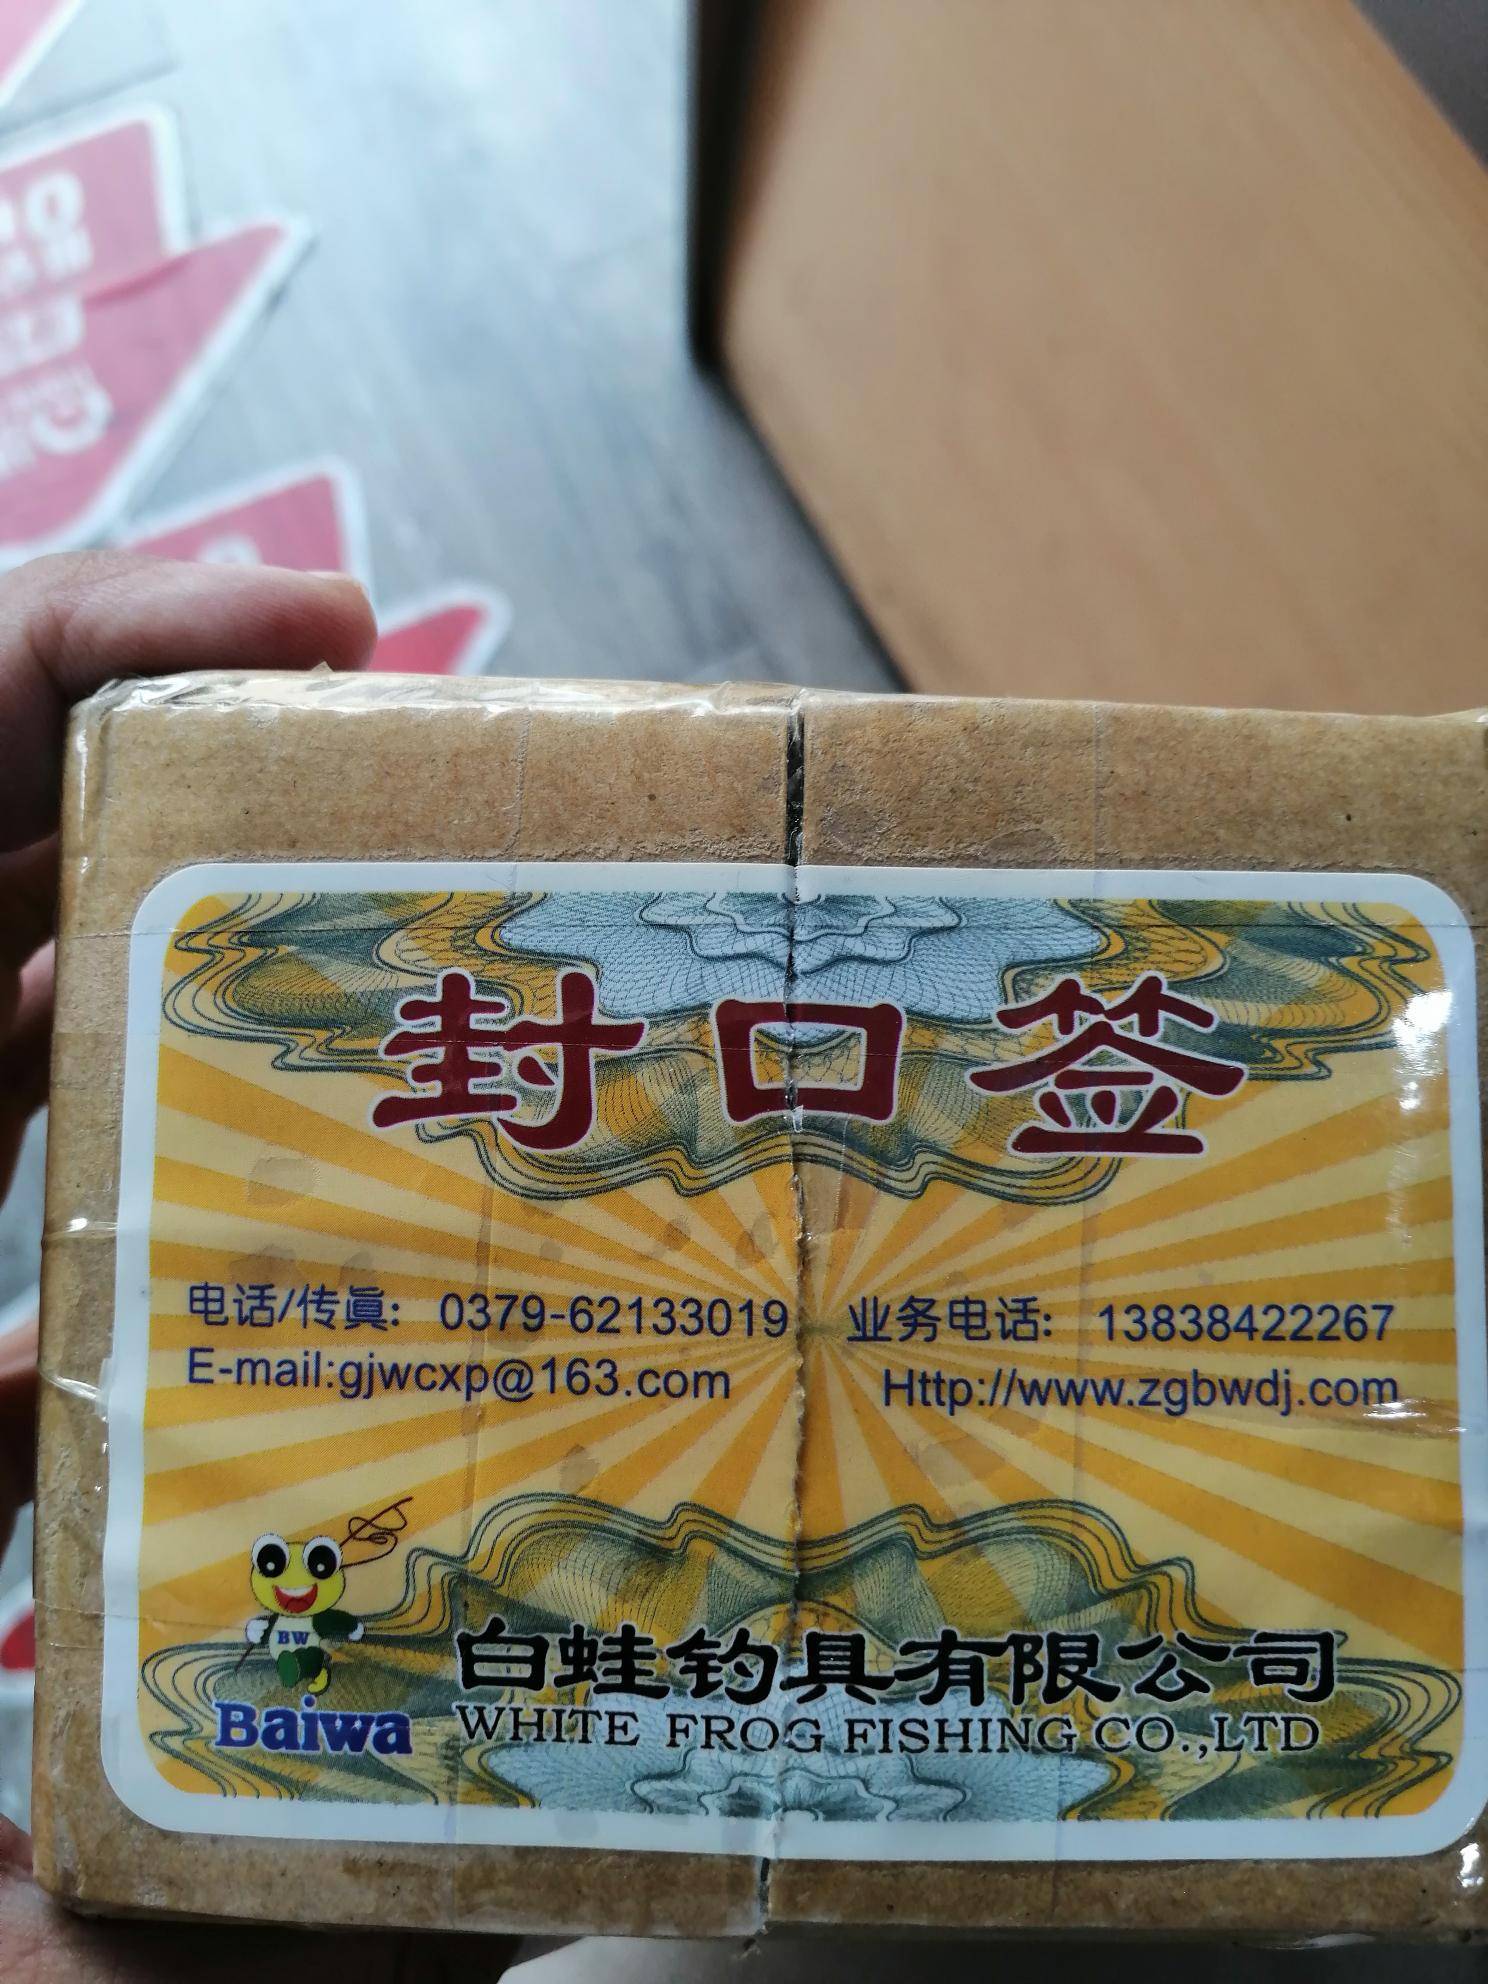 封口签
电话/传真: 0379-62133019 业务电话: 13838422267
E-mail:gjwcxp@163.com Http://www.zgbwdj.com
BW
Baiwa
白蛙钓具有限公司
WHITE FROG FISHING CO.,LTD